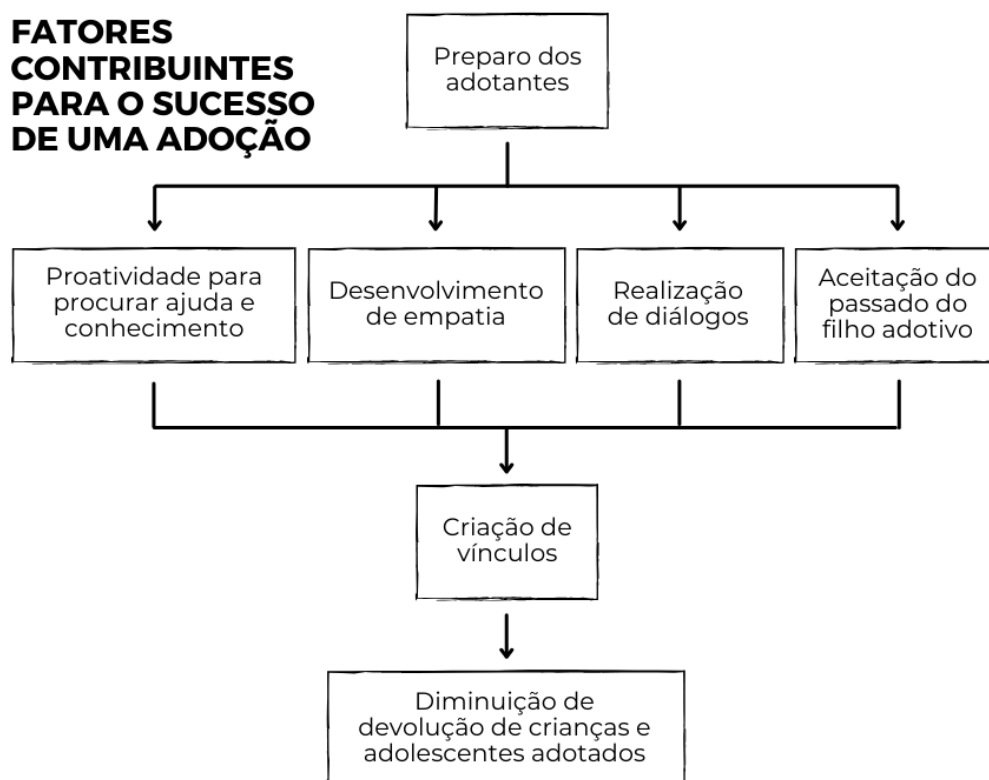 FATORES
CONTRIBUINTES
PARA O SUCESSO
DE UMA ADOÇÃO
Preparo dos
adotantes
Proatividade para
procurar ajuda e
conhecimento
Desenvolvimento
de empatia
Realização
de diálogos
Aceitação do
passado do
filho adotivo
Criação de
vínculos
Diminuição de
devolução de crianças e
adolescentes adotados